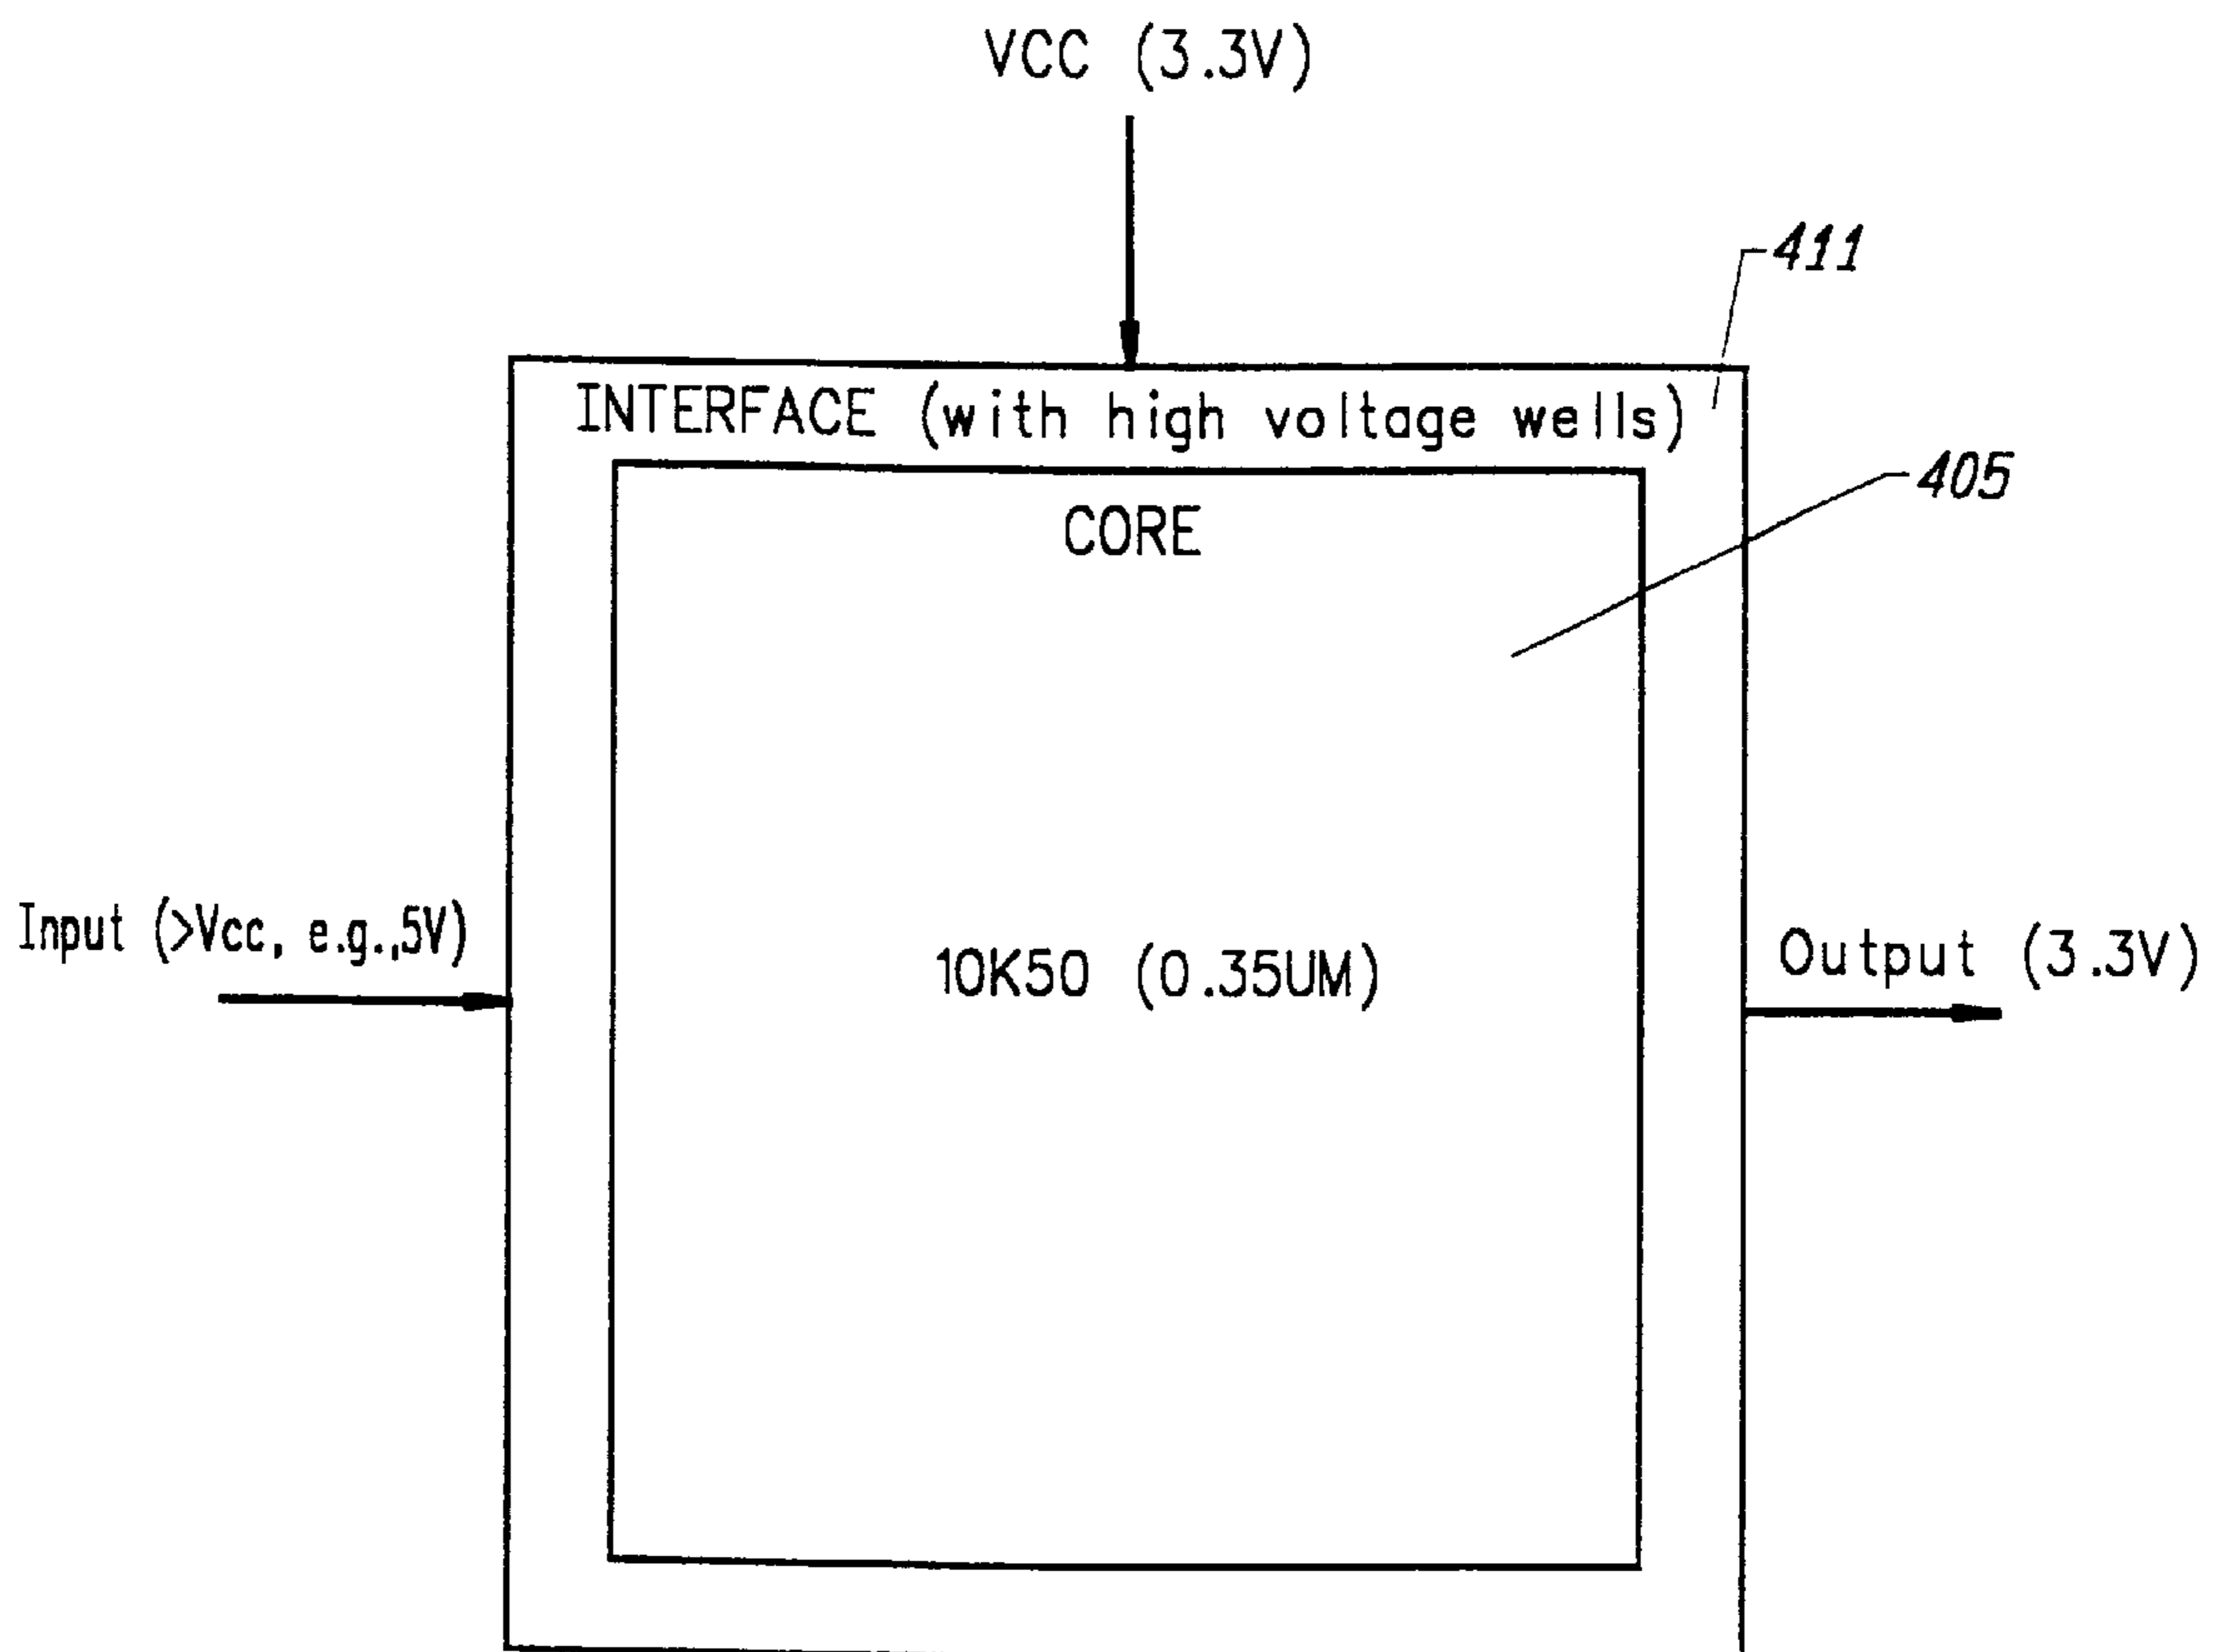 VCC (3.3V)
411
INTERFACE (with high voltage wells)
405
CORE
Input (>Vcc, e.g.,5V)
10K50 (0.35UM)
Output (3.3V)